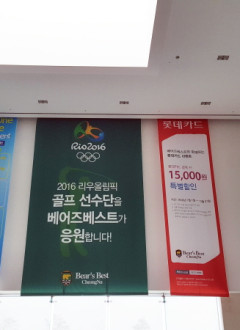 Rio2016
2016 리우올림픽
골프 선수단을
베어즈베스트가
응원합니다!
Bear's Best
CheongNa
롯데카드
15,000원
특별할인
Bear's Best
CheongNa